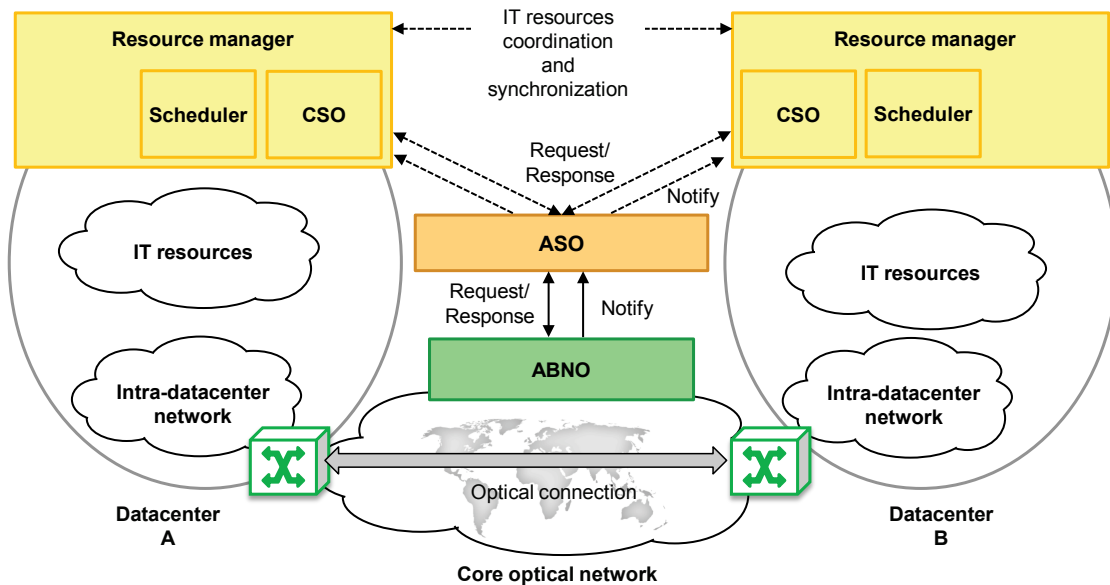 Resource manager
Scheduler
CSO
IT resources
coordination
and
synchronization
Resource manager
CSO
Scheduler
Request/
Response
Notify
ASO
IT resources
IT resources
Request/
Response
Notify
ABNO
Intra-datacenter
network
Intra-datacenter
network
Optical connection
Datacenter
A
Datacenter
B
Core optical network